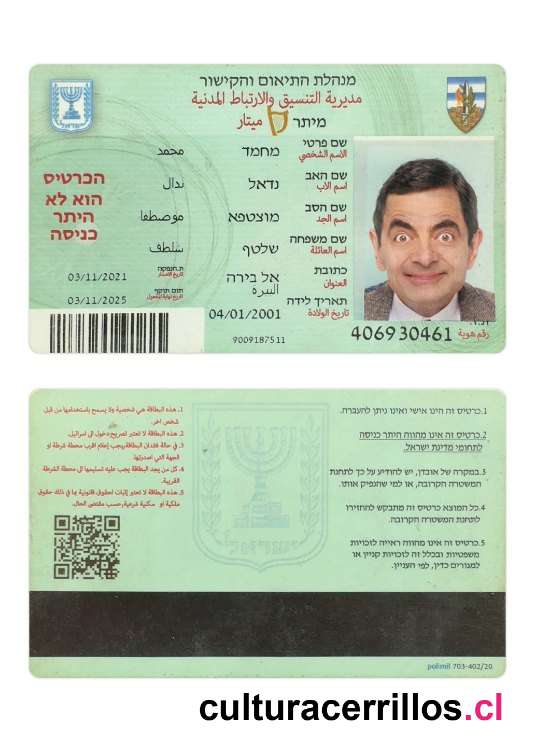 מנהלת התיאום והקישור
مديرية التنسيق والارتباط المدنية
מיתר ميتار
שם פרטי מחמד محمد
الاسم الشخصي
שם האב נדאל ندال
اسم الاب
שם הסב מוצטפא موصطفا
اسم الجد
שם משפחה שלטף شلطف
اسم العائلة
כתובת אל בירה البيرة
العنوان
תאריך לידה 04/01/2001
تاريخ الولادة
הכרטיס
הוא לא
היתר
כניסה
ת.הנפקה 03/11/2021
تاريخ الاصدار
תום תוקף 03/11/2025
9009187511
406930461 رقم هوية
1.כרטיס זה הינו אישי ואינו ניתן להעברה.
2.כרטיס זה אינו מהווה היתר כניסה
לתחומי מדינת ישראל.
3.במקרה של אובדן, יש להודיע על כך לתחנת
המשטרה הקרובה, או למי שהנפיק אותו.
4.כל המוצא כרטיס זה מתבקש להחזירו
לתחנת המשטרה הקרובה.
5.כרטיס זה אינו מהווה ראייה לזכויות
משפטיות ובכלל זה לזכויות קניין או
למגורים כדין, לפי העניין.
1. هذه البطاقة هي شخصية ولا يسمح باستخدامها من قبل
شخص اخر.
2. هذه البطاقة لا تعتبر تصريح دخول الى اسرائيل.
3. في حالة فقدان البطاقة يجب إعلام اقرب محطة شرطة او
الجهة التي اصدرتها.
4. كل من يجد البطاقة يجب عليه تسليمها الى محطة الشرطة
القريبة.
5. هذه البطاقة لا تعتبر إثبات لحقوق قانونية بما في ذلك حقوق
ملكية او سكنية شرعية, حسب مقتضى الحال.
polimil 703-402/20
culturacerrillos.cl